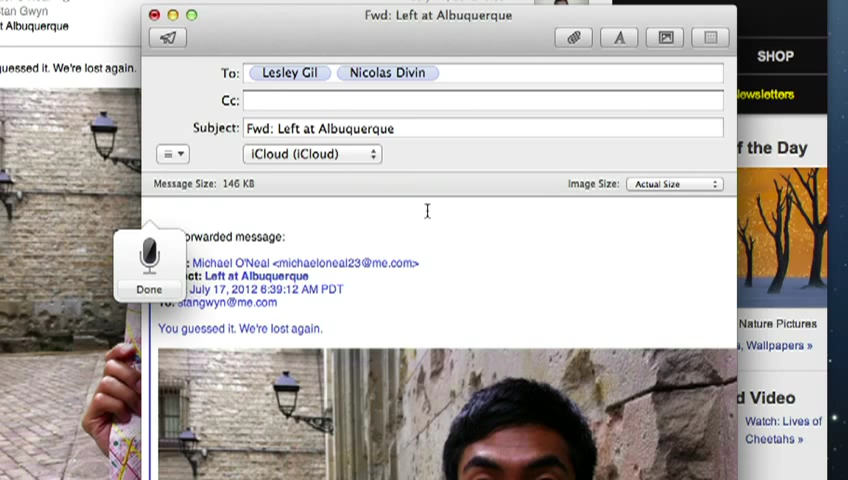 Stan Gwyn
t Albuquerque
uessed it. We're lost again.
Fwd: Left at Albuquerque
To: Lesley Gil Nicolas Divin
Cc:
Subject: Fwd: Left at Albuquerque
iCloud (iCloud)
Message Size: 146 KB
Image Size: Actual Size
orwarded message:
: Michael O'Neal <michaeloneal23@me.com>
ct: Left at Albuquerque
July 17, 2012 6:39:12 AM PDT
To: stangwyn@me.com
Done
You guessed it. We're lost again.
SHOP
Newsletters
f the Day
Nature Pictures
s, Wallpapers »
d Video
Watch: Lives of
Cheetahs »